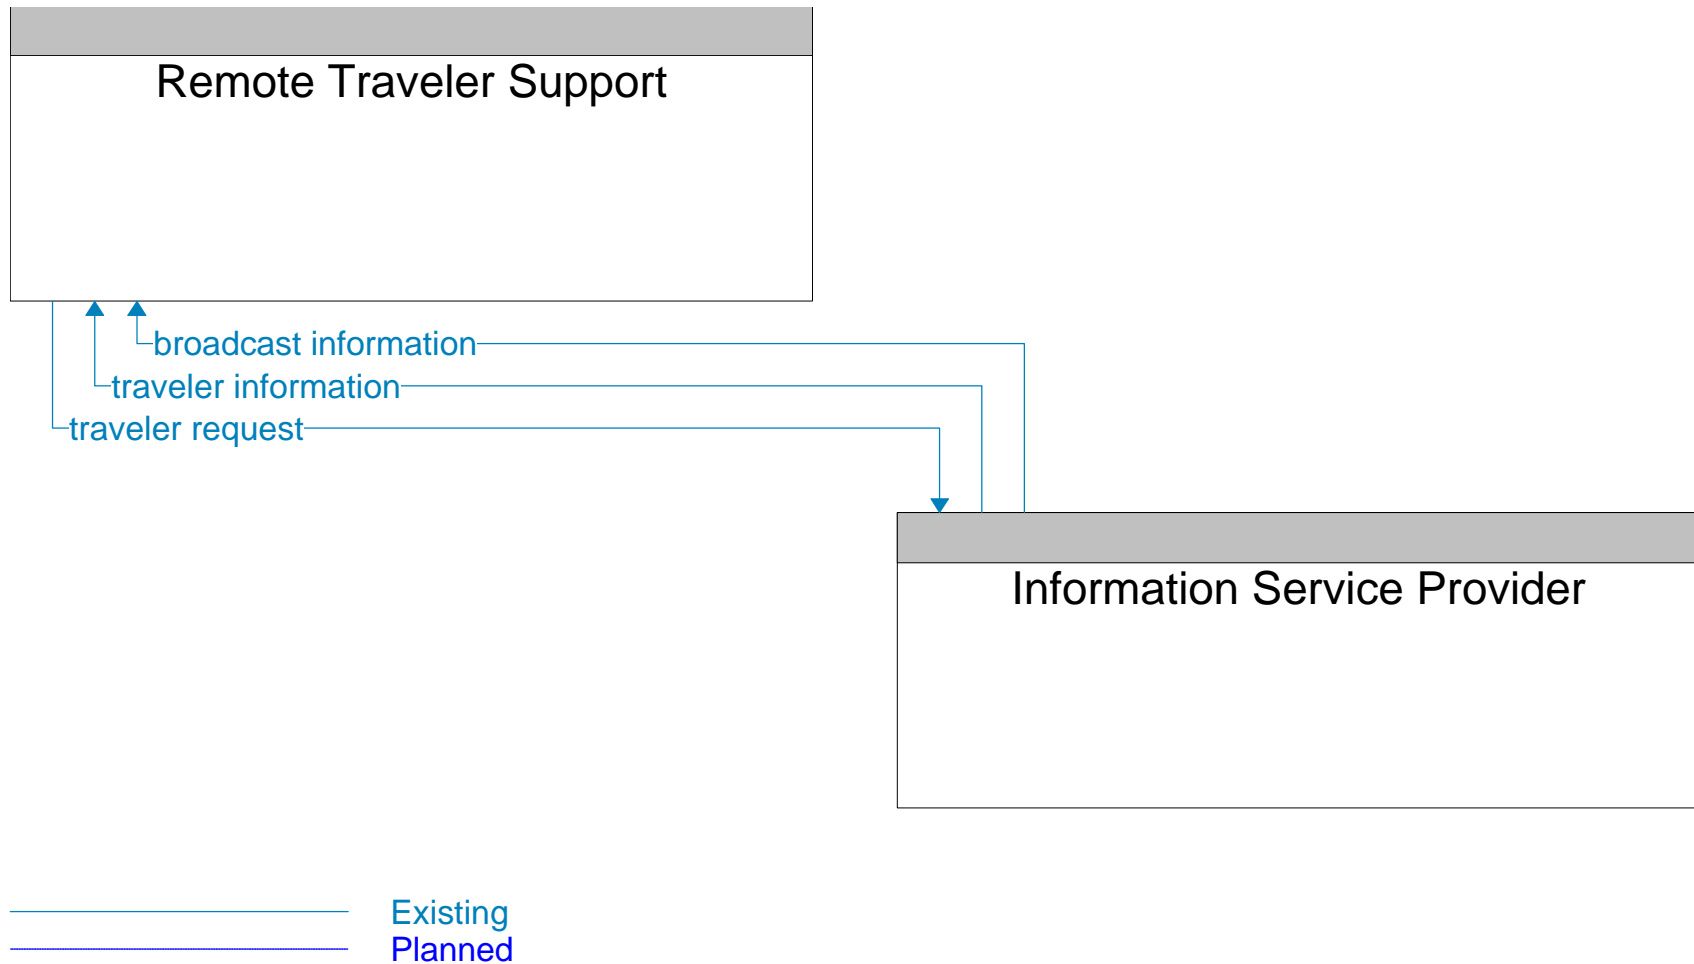 Remote Traveler Support
broadcast information
traveler information
traveler request
Information Service Provider
Existing
Planned